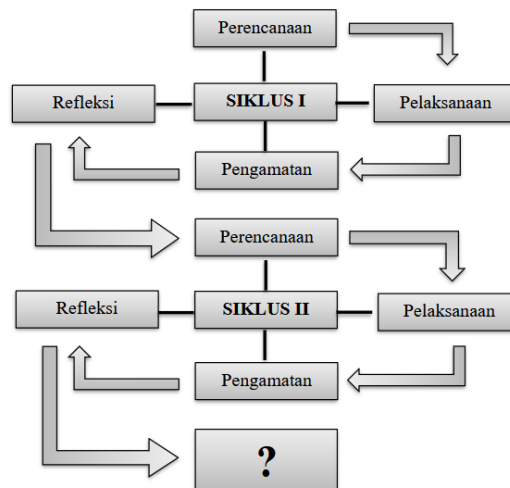 Perencanaan
Refleksi
SIKLUS I
Pelaksanaan
Pengamatan
Perencanaan
Refleksi
SIKLUS II
Pelaksanaan
Pengamatan
?